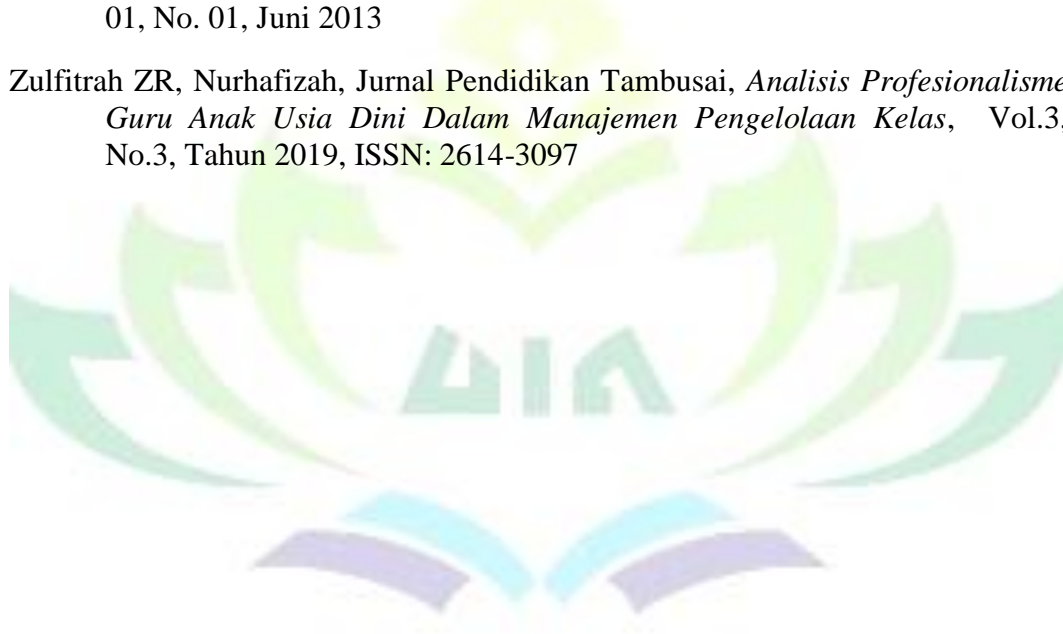 01, No. 01, Juni 2013
Zulfitrah ZR, Nurhafizah, Jurnal Pendidikan Tambusai, Analisis Profesionalisme
Guru Anak Usia Dini Dalam Manajemen Pengelolaan Kelas, Vol.3,
No.3, Tahun 2019, ISSN: 2614-3097
UIN